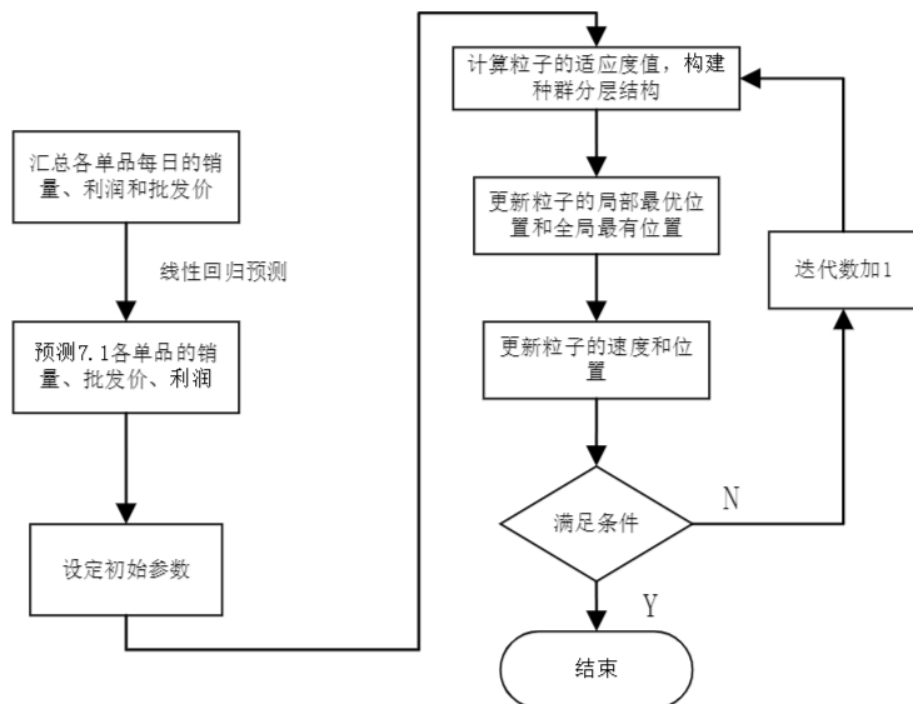 汇总各单品每日的销
量、利润和批发价
线性回归预测
预测7.1各单品的销
量、批发价、利润
设定初始参数
计算粒子的适应度值，构建
种群分层结构
更新粒子的局部最优位
置和全局最有位置
更新粒子的速度和位
置
满足条件
N
迭代数加1
Y
结束